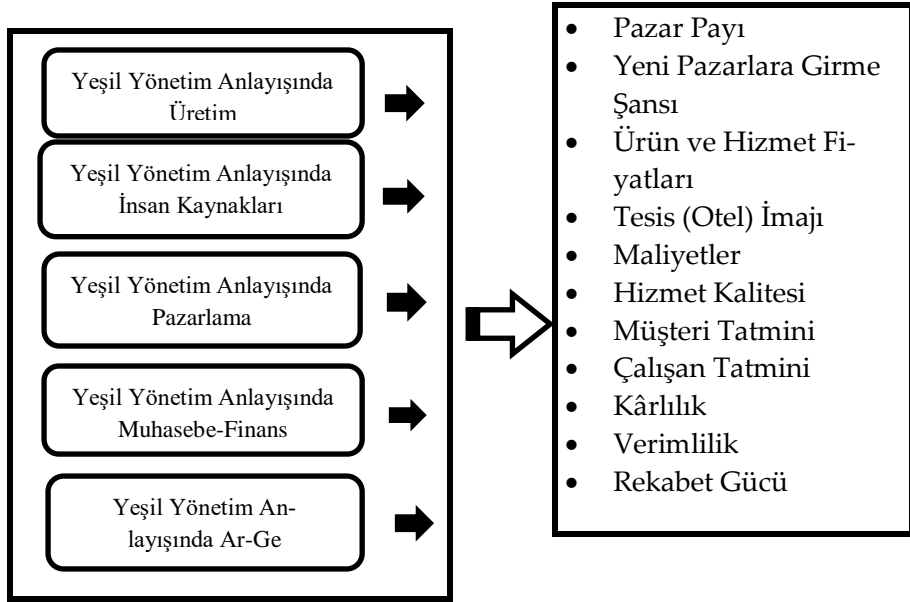 Yeşil Yönetim Anlayışında
Üretim
Yeşil Yönetim Anlayışında
İnsan Kaynakları
Yeşil Yönetim Anlayışında
Pazarlama
Yeşil Yönetim Anlayışında
Muhasebe-Finans
Yeşil Yönetim An-
layışında Ar-Ge
• Pazar Payı
• Yeni Pazarlara Girme
Şansı
• Ürün ve Hizmet Fi-
yatları
• Tesis (Otel) İmajı
• Maliyetler
• Hizmet Kalitesi
• Müşteri Tatmini
• Çalışan Tatmini
• Kârlılık
• Verimlilik
• Rekabet Gücü